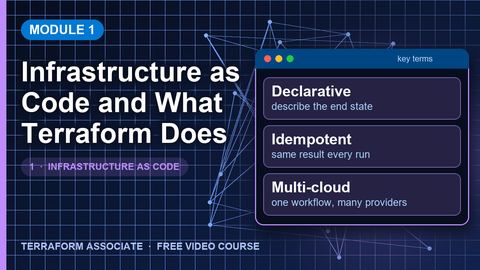 MODULE 1
Infrastructure as
Code and What
Terraform Does
1 · INFRASTRUCTURE AS CODE
key terms
Declarative
describe the end state
Idempotent
same result every run
Multi-cloud
one workflow, many providers
TERRAFORM ASSOCIATE · FREE VIDEO COURSE